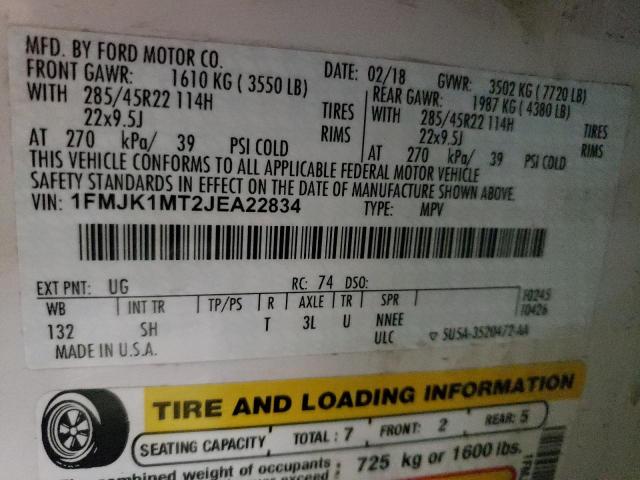 MFD. BY FORD MOTOR CO.
DATE: 02/18 GVWR: 3502 KG ( 7720 LB)
FRONT GAWR: 1610 KG ( 3550 LB)
REAR GAWR: 1987 KG ( 4380 LB)
WITH 285/45R22 114H TIRES
WITH 285/45R22 114H TIRES
22x9.5J RIMS
22x9.5J RIMS
AT 270 kPa/ 39 PSI COLD
AT 270 kPa/ 39 PSI COLD
THIS VEHICLE CONFORMS TO ALL APPLICABLE FEDERAL MOTOR VEHICLE
SAFETY STANDARDS IN EFFECT ON THE DATE OF MANUFACTURE SHOWN ABOVE.
VIN: 1FMJK1MT2JEA22834 TYPE: MPV
EXT PNT: UG RC: 74 DSO:
WB INT TR TP/PS R AXLE TR SPR
132 SH T 3L U NNEE
ULC
F0245
F0426
MADE IN U.S.A.
5U5A-3520472-AA
TIRE AND LOADING INFORMATION
SEATING CAPACITY TOTAL : 7 FRONT: 2 REAR: 5
combined weight of occupants 725 kg or 1600 lbs.